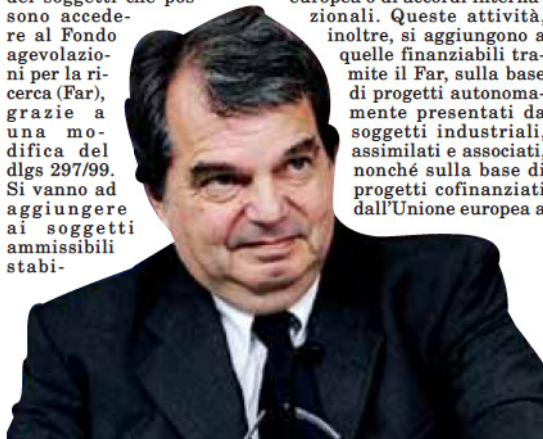 sono accede-
re al Fondo
agevolazio-
ni per la ri-
cerca (Far),
grazie a
una mo-
difica del
dlgs 297/99.
Si vanno ad
aggiungere
ai soggetti
ammissibili
stabi-
zionali. Queste attività,
inoltre, si aggiungono a
quelle finanziabili tra-
mite il Far, sulla base
di progetti autonoma-
mente presentati da
soggetti industriali,
assimilati e associati,
nonché sulla base di
progetti cofinanziati
dall'Unione europea a